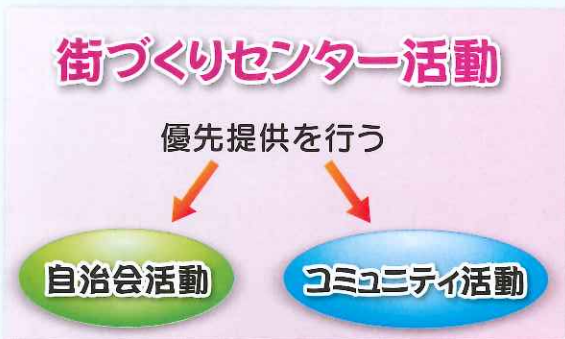 街づくりセンター活動
優先提供を行う
自治会活動
コミュニティ活動